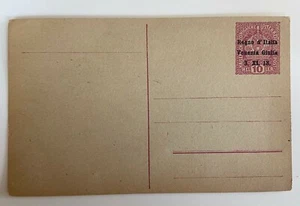 Regno d'Italia
Venezia Giulia
3. XI. 18.
10